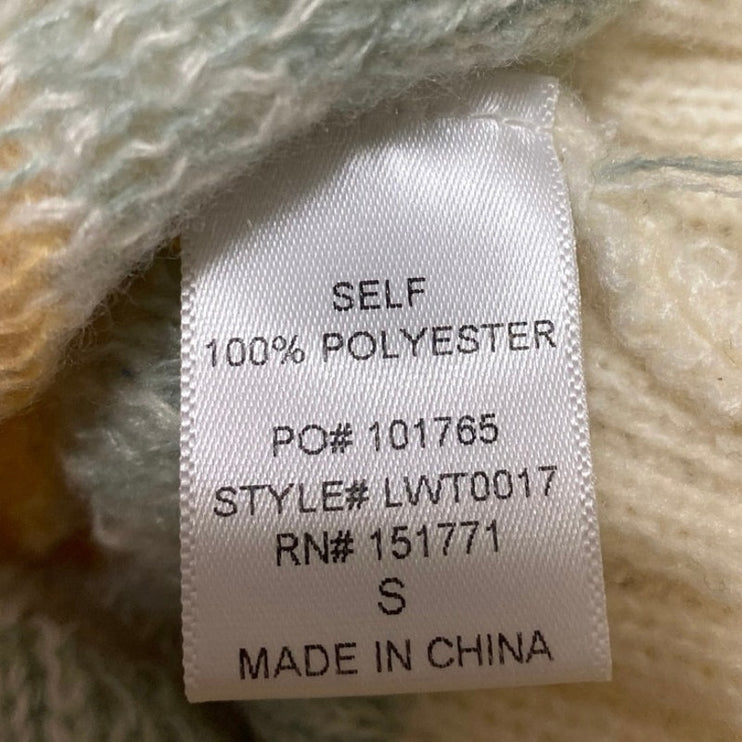 SELF
100% POLYESTER
PO# 101765
STYLE# LWT0017
RN# 151771
S
MADE IN CHINA